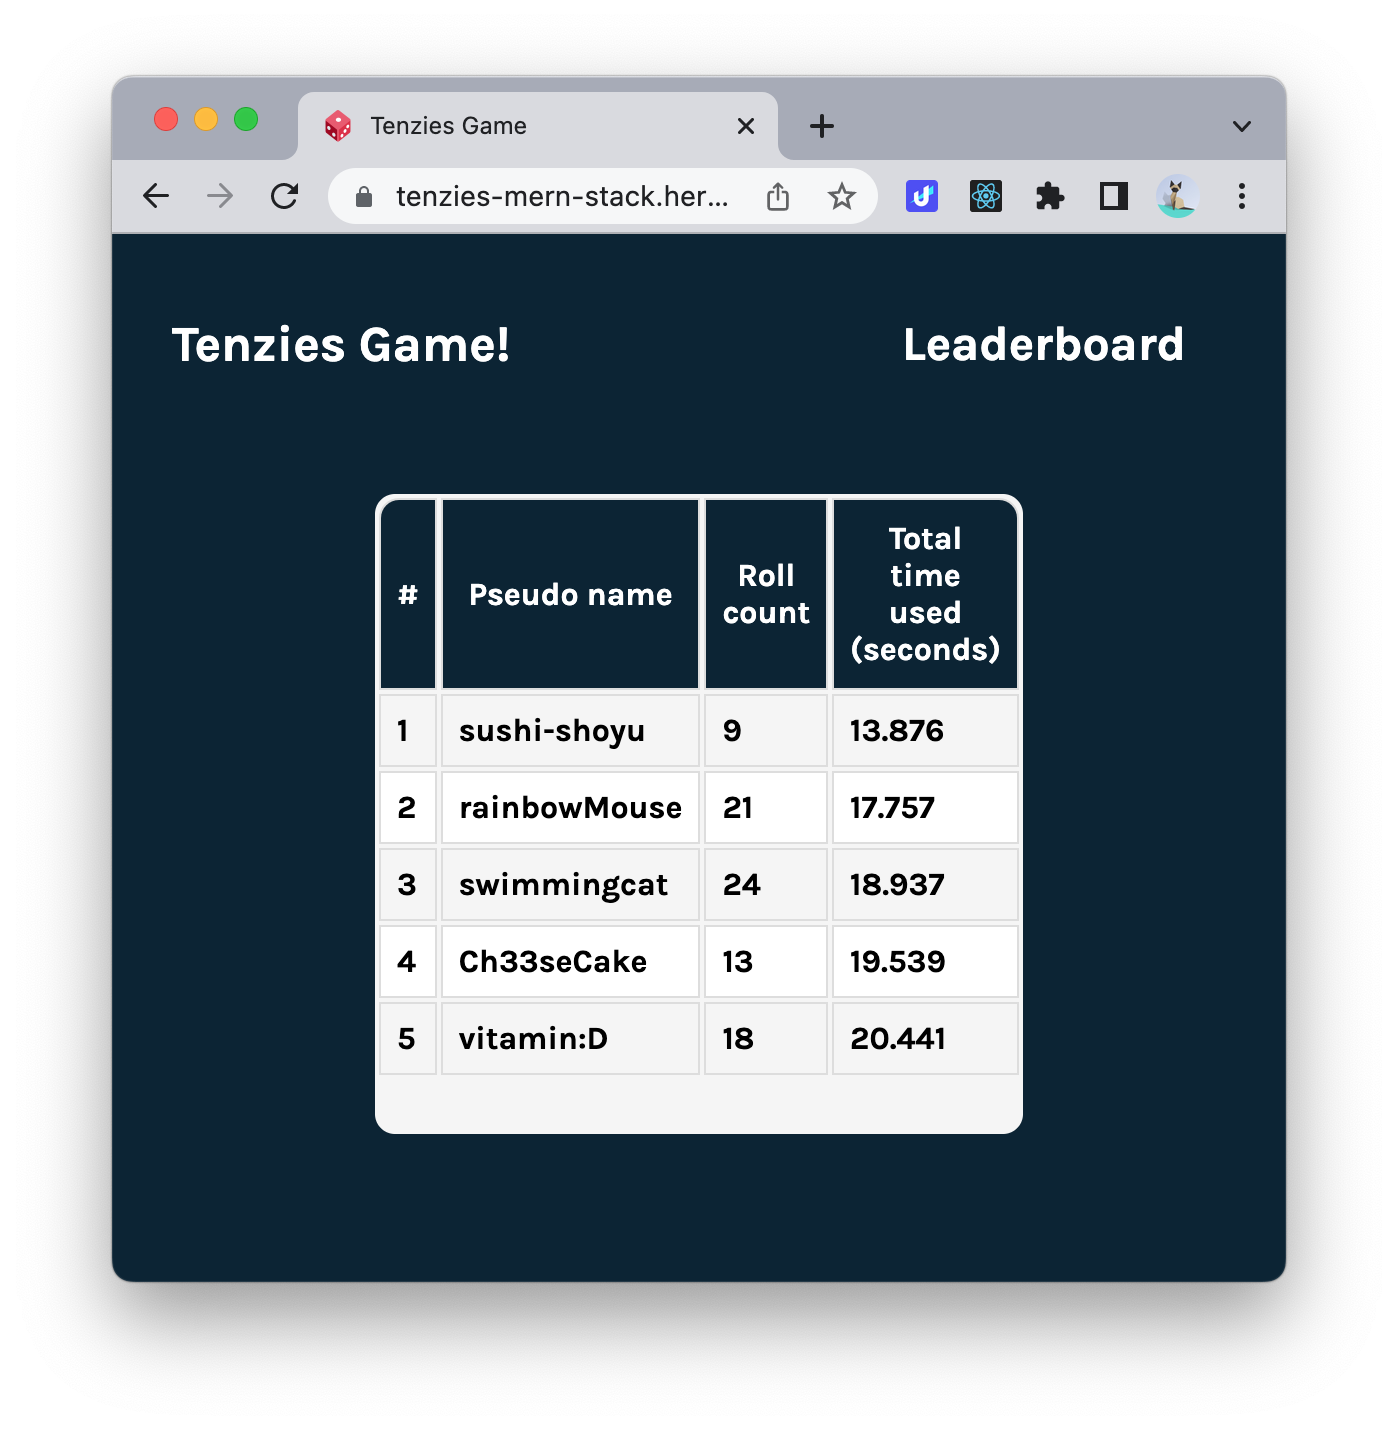 Tenzies Game
tenzies-mern-stack.her...
Tenzies Game!
Leaderboard
#
Pseudo name
Roll
count
Total
time
used
(seconds)
1 sushi-shoyu 9 13.876
2 rainbowMouse 21 17.757
3 swimmingcat 24 18.937
4 Ch33seCake 13 19.539
5 vitamin:D 18 20.441